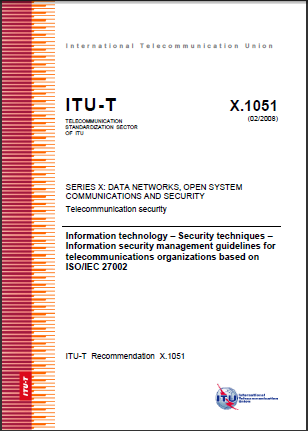 International Telecommunication Union
ITU-T
X.1051
TELECOMMUNICATION
STANDARDIZATION SECTOR
OF ITU
(02/2008)
SERIES X: DATA NETWORKS, OPEN SYSTEM
COMMUNICATIONS AND SECURITY
Telecommunication security
Information technology – Security techniques –
Information security management guidelines for
telecommunications organizations based on
ISO/IEC 27002
ITU-T Recommendation X.1051
ITU-T
ITU
International
Telecommunication
Union